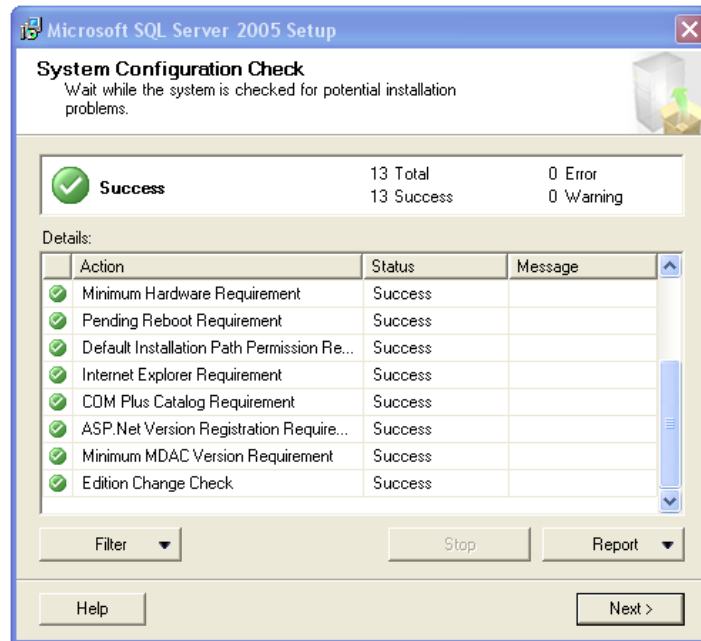 Microsoft SQL Server 2005 Setup
System Configuration Check
Wait while the system is checked for potential installation
problems.
Success
13 Total
0 Error
13 Success
0 Warning
Details:
Action Status Message
Minimum Hardware Requirement Success
Pending Reboot Requirement Success
Default Installation Path Permission Re... Success
Internet Explorer Requirement Success
COM Plus Catalog Requirement Success
ASP.Net Version Registration Require... Success
Minimum MDAC Version Requirement Success
Edition Change Check Success
Filter Stop Report
Help Next >